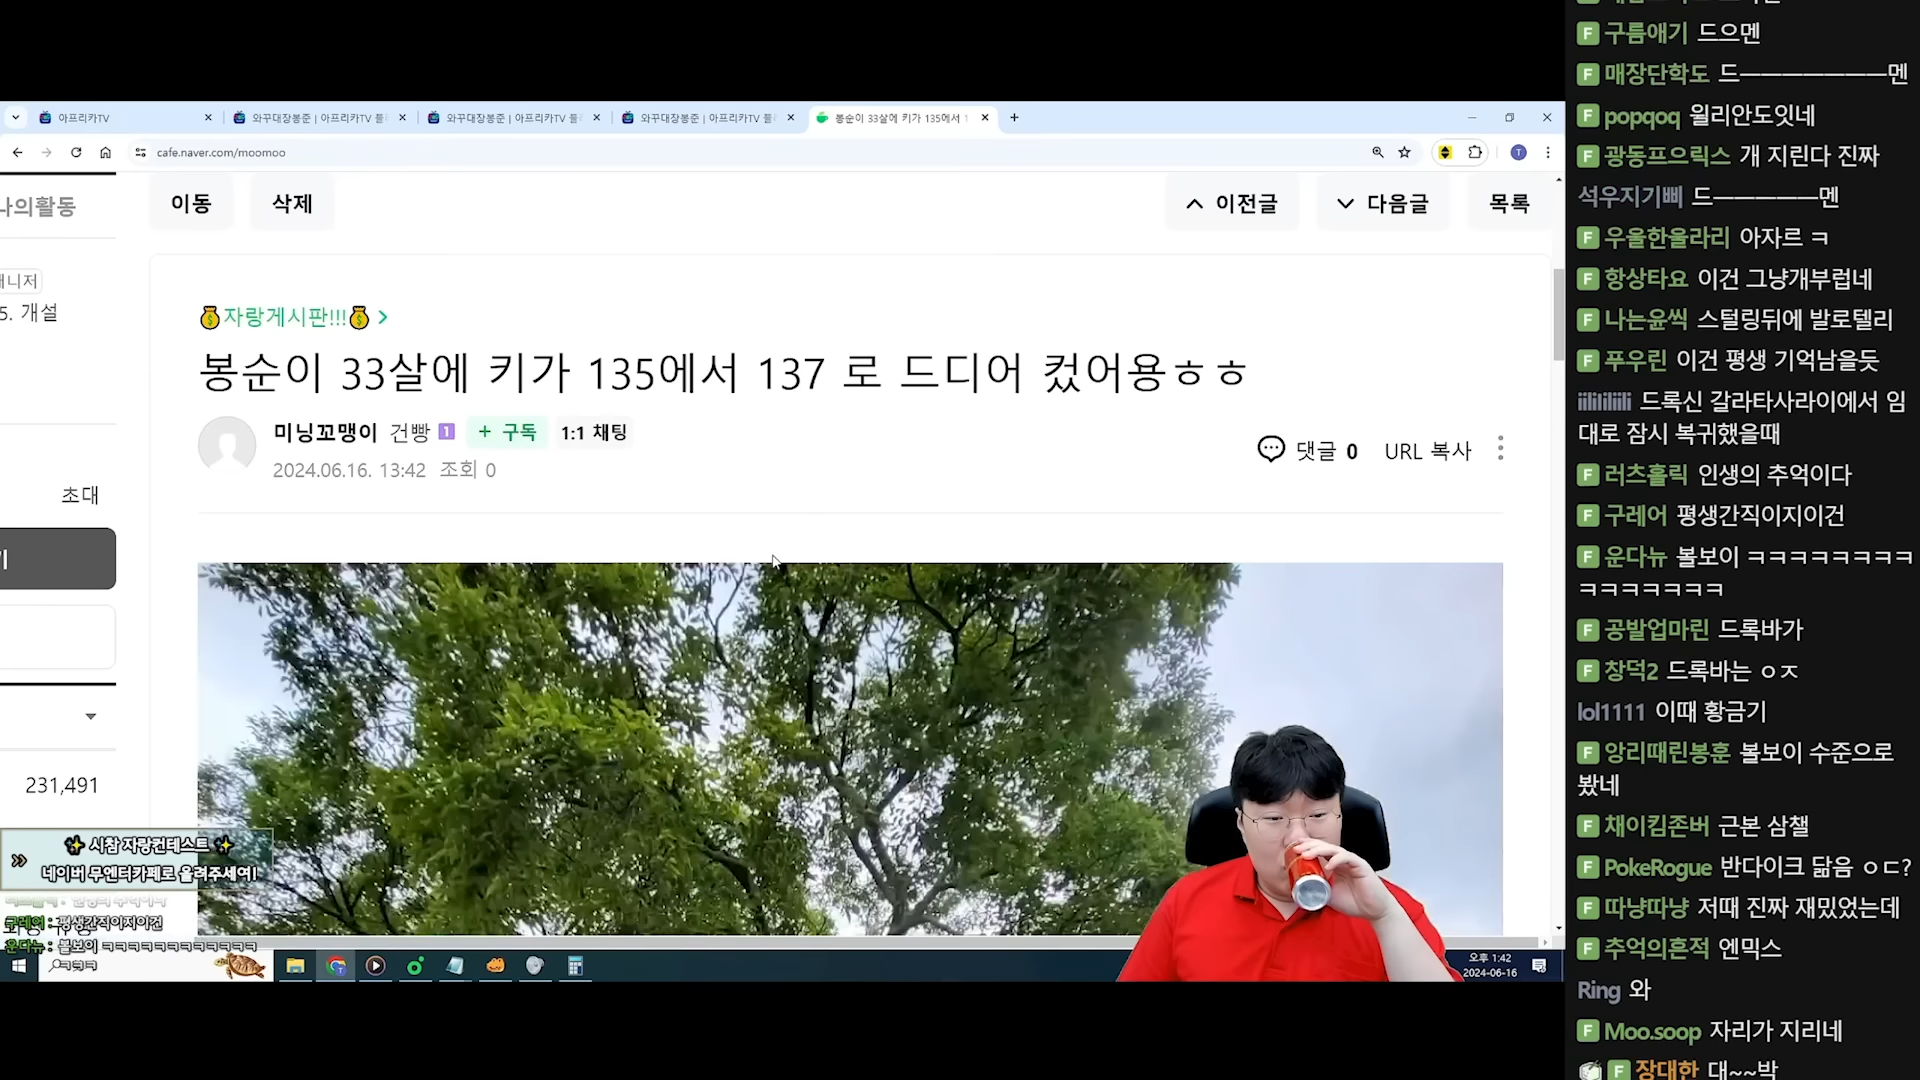 아프리카TV
와꾸대장봉준 | 아프리카TV 플
와꾸대장봉준 | 아프리카TV 플
와꾸대장봉준 | 아프리카TV 플
봉순이 33살에 키가 135에서 1
cafe.naver.com/moomoo
T
나의활동
매니저
5. 개설
초대
기
231,491
이동
삭제
이전글
다음글
목록
💰자랑게시판!!!💰 >
봉순이 33살에 키가 135에서 137 로 드디어 컸어용ㅎㅎ
미닝꼬맹이 건빵 1 + 구독 1:1 채팅
2024.06.16. 13:42 조회 0
댓글 0 URL 복사
✨ 시참 자랑컨테스트 ✨
네이버 무엔터카페로 올려주세여!
구레어 : 평생간직이지이건
운다뉴 : 볼보이 ㅋㅋㅋㅋㅋㅋㅋㅋㅋㅋㅋㅋ
ㅋㅋㅋ
오후 1:42
2024-06-16
F 구름애기 드으멘
F 매장단학도 드───────멘
F popqoq 윌리안도잇네
F 광동프으릭스 개 지린다 진짜
석우지기삐 드─────멘
F 우울한울라리 아자르 ㅋ
F 항상타요 이건 그냥개부럽네
F 나는윤씩 스털링뒤에 발로텔리
F 푸우린 이건 평생 기억남을듯
드록신 갈라타사라이에서 임
대로 잠시 복귀했을때
F 러츠홀릭 인생의 추억이다
F 구레어 평생간직이지이건
F 운다뉴 볼보이 ㅋㅋㅋㅋㅋㅋㅋㅋ
ㅋㅋㅋㅋㅋㅋㅋ
F 공발업마린 드록바가
F 창덕2 드록바는 ㅇㅈ
lol1111 이때 황금기
F 앙리때린봉훈 볼보이 수준으로
봤네
F 채이킴존버 근본 삼챌
F PokeRogue 반다이크 닮음 ㅇㄷ?
F 따냥따냥 저때 진짜 재밌었는데
F 추억의흔적 엔믹스
Ring 와
F Moo.soop 자리가 지리네
F 장대한 대~~박